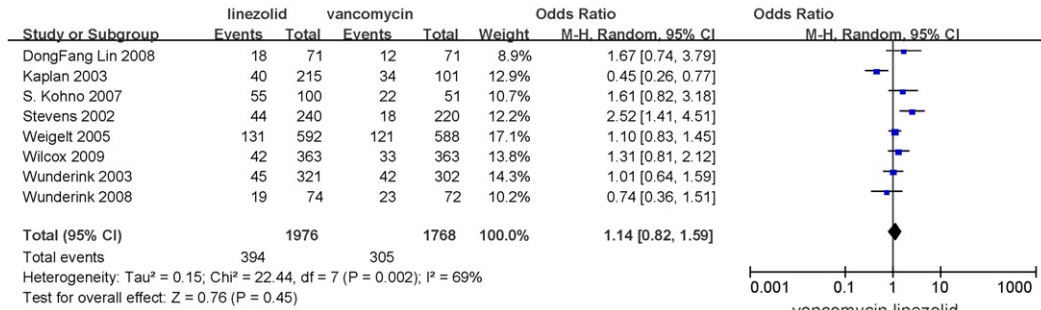 linezolid vancomycin Odds Ratio Odds Ratio
Study or Subgroup Events Total Events Total Weight M-H, Random, 95% CI M-H, Random, 95% CI
DongFang Lin 2008 18 71 12 71 8.9% 1.67 [0.74, 3.79]
Kaplan 2003 40 215 34 101 12.9% 0.45 [0.26, 0.77]
S. Kohno 2007 55 100 22 51 10.7% 1.61 [0.82, 3.18]
Stevens 2002 44 240 18 220 12.2% 2.52 [1.41, 4.51]
Weigelt 2005 131 592 121 588 17.1% 1.10 [0.83, 1.45]
Wilcox 2009 42 363 33 363 13.8% 1.31 [0.81, 2.12]
Wunderink 2003 45 321 42 302 14.3% 1.01 [0.64, 1.59]
Wunderink 2008 19 74 23 72 10.2% 0.74 [0.36, 1.51]
Total (95% CI) 1976 1768 100.0% 1.14 [0.82, 1.59]
Total events 394 305
Heterogeneity: Tau² = 0.15; Chi² = 22.44, df = 7 (P = 0.002); I² = 69%
Test for overall effect: Z = 0.76 (P = 0.45)
0.001 0.1 1 10 1000
vancomycin linezolid